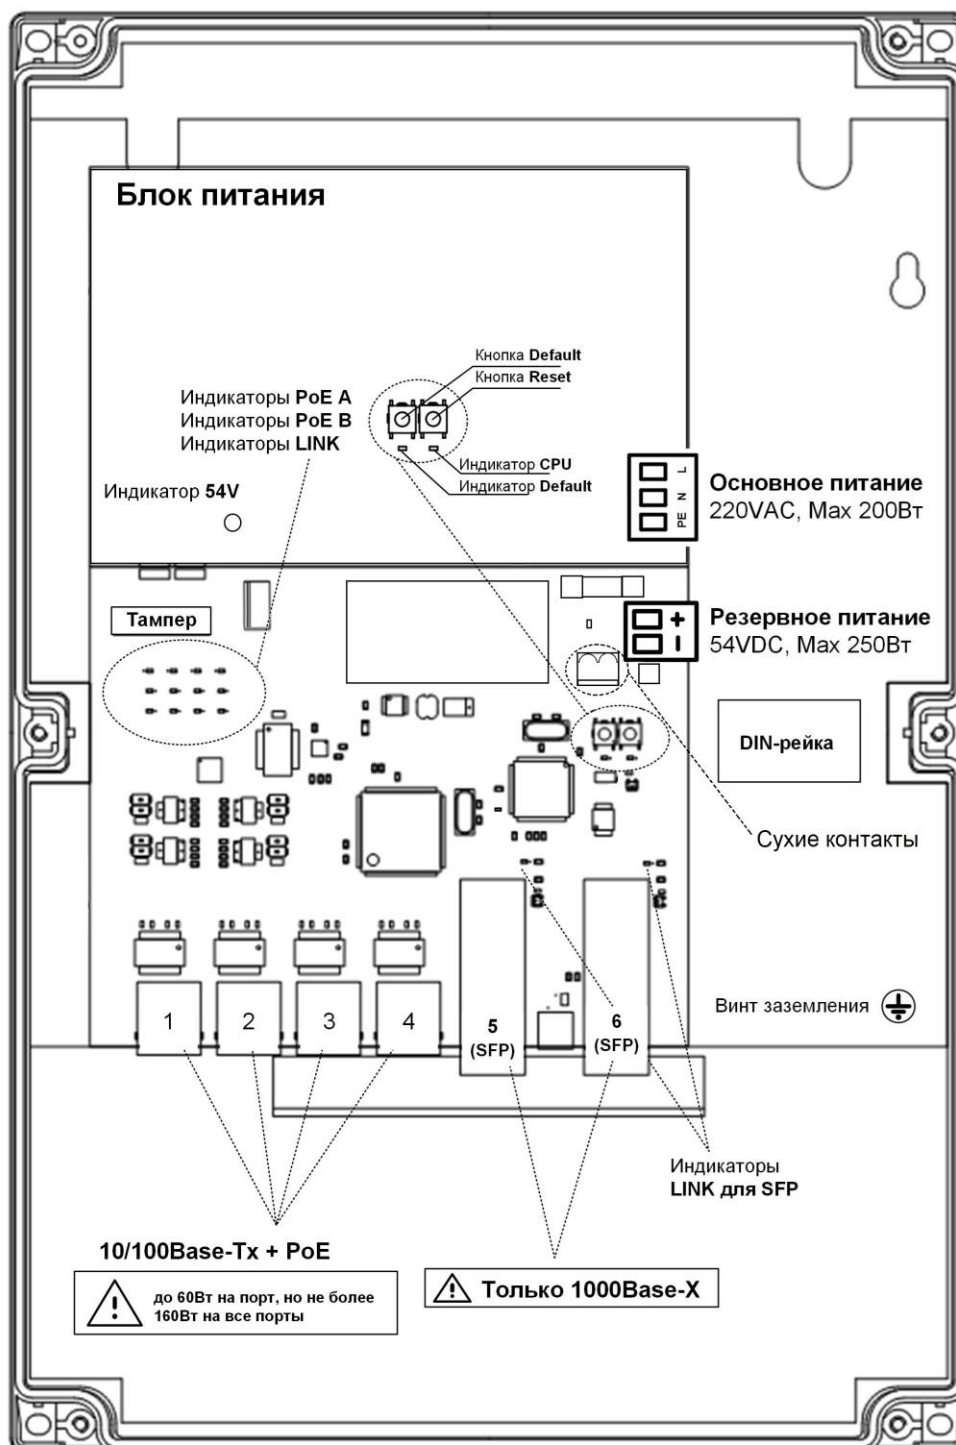 Блок питания
Кнопка Default
Кнопка Reset
Индикаторы PoE A
Индикаторы PoE B
Индикаторы LINK
Индикатор CPU
Индикатор Default
Индикатор 54V
L
N
PE
Основное питание
220VAC, Max 200Вт
Тампер
+
–
Резервное питание
54VDC, Max 250Вт
DIN-рейка
Сухие контакты
Винт заземления
1
2
3
4
5
(SFP)
6
(SFP)
Индикаторы
LINK для SFP
10/100Base-Tx + PoE
до 60Вт на порт, но не более
160Вт на все порты
Только 1000Base-X